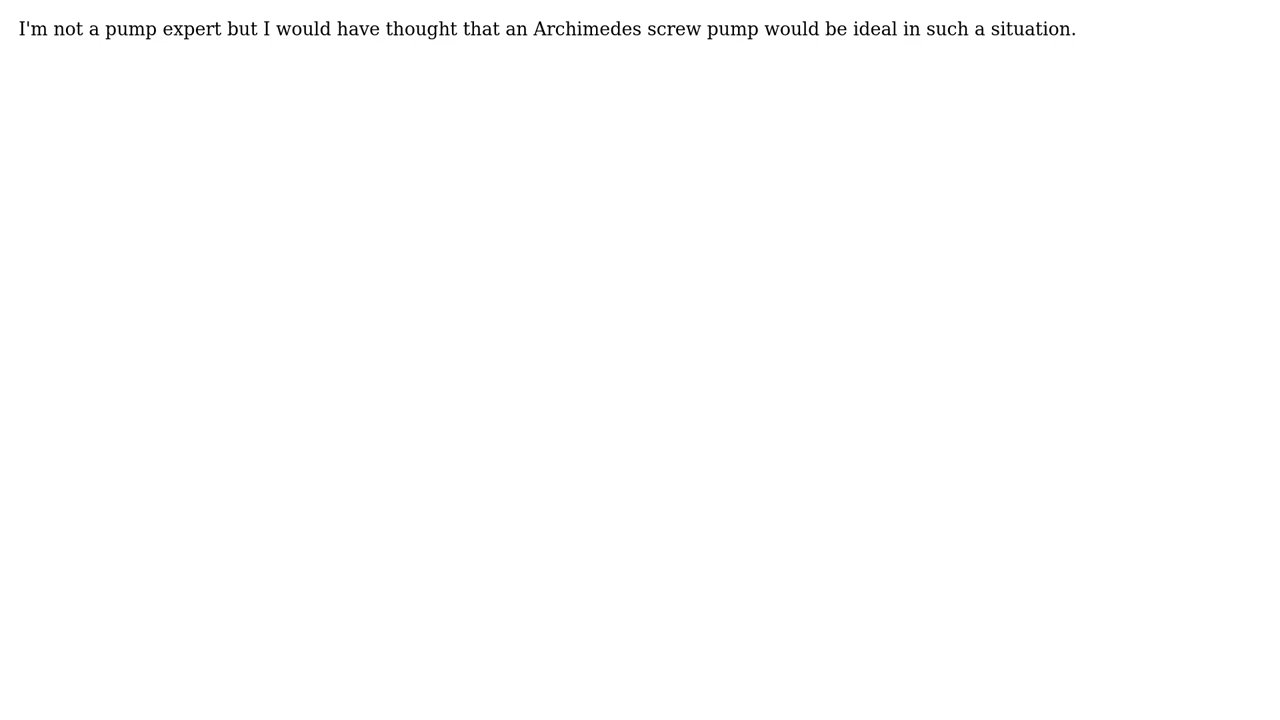 I'm not a pump expert but I would have thought that an Archimedes screw pump would be ideal in such a situation.